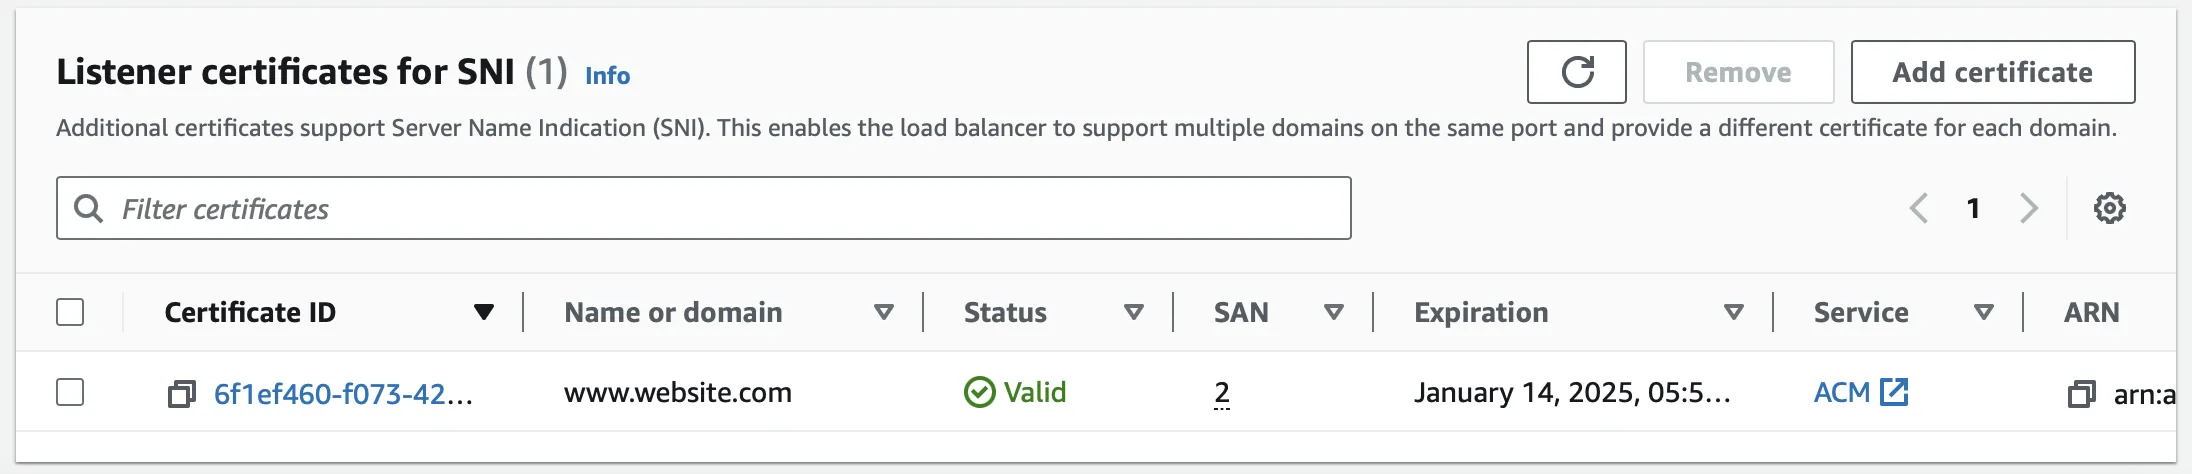 Listener certificates for SNI (1) Info
Remove
Add certificate
Additional certificates support Server Name Indication (SNI). This enables the load balancer to support multiple domains on the same port and provide a different certificate for each domain.
Filter certificates
1
Certificate ID Name or domain Status SAN Expiration Service ARN
6f1ef460-f073-42... www.website.com Valid 2 January 14, 2025, 05:5... ACM arn:a